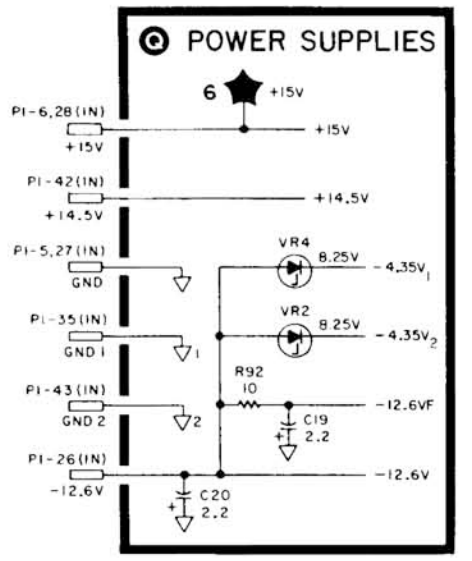 Q POWER SUPPLIES
6 +15V
P1-6,28(IN)
+15V +15V
P1-42(IN)
+14.5V +14.5V
P1-5,27(IN)
GND
VR4
8.25V -4.35V1
P1-35(IN)
GND 1 1
VR2
8.25V -4.35V2
P1-43(IN)
GND 2 2
R92
10
-12.6VF
+ C19
2.2
P1-26(IN)
-12.6V -12.6V
+ C20
2.2